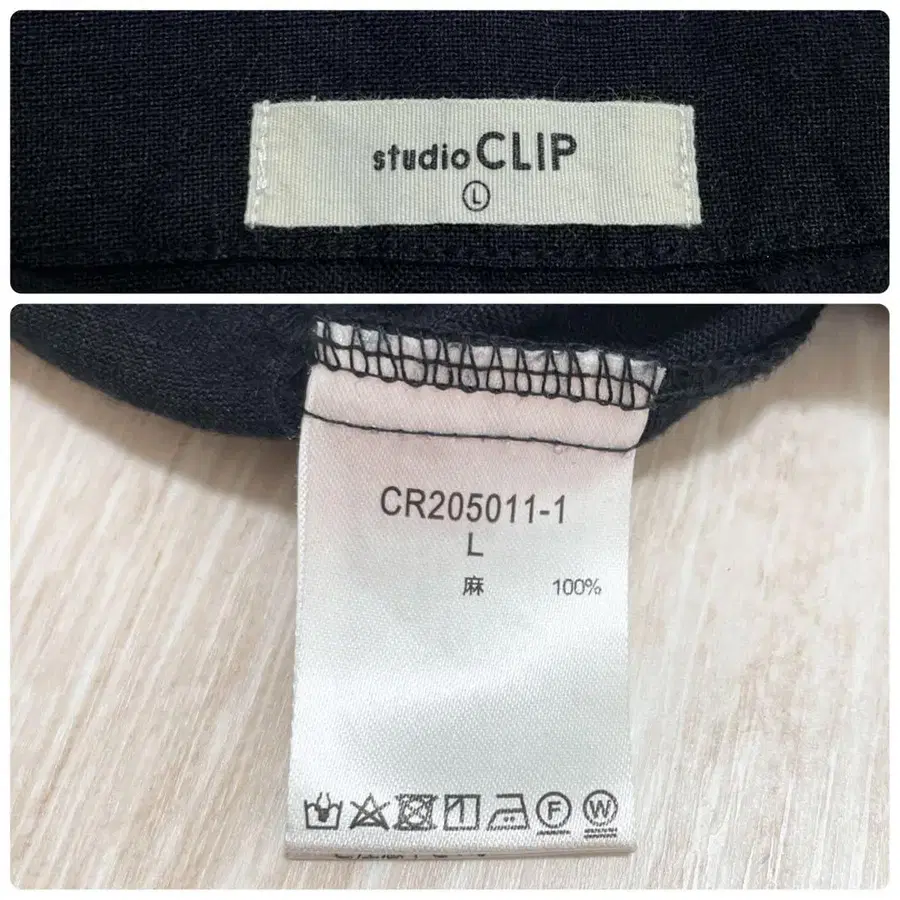 studio CLIP
L
CR205011-1
L
麻 100%
F
W